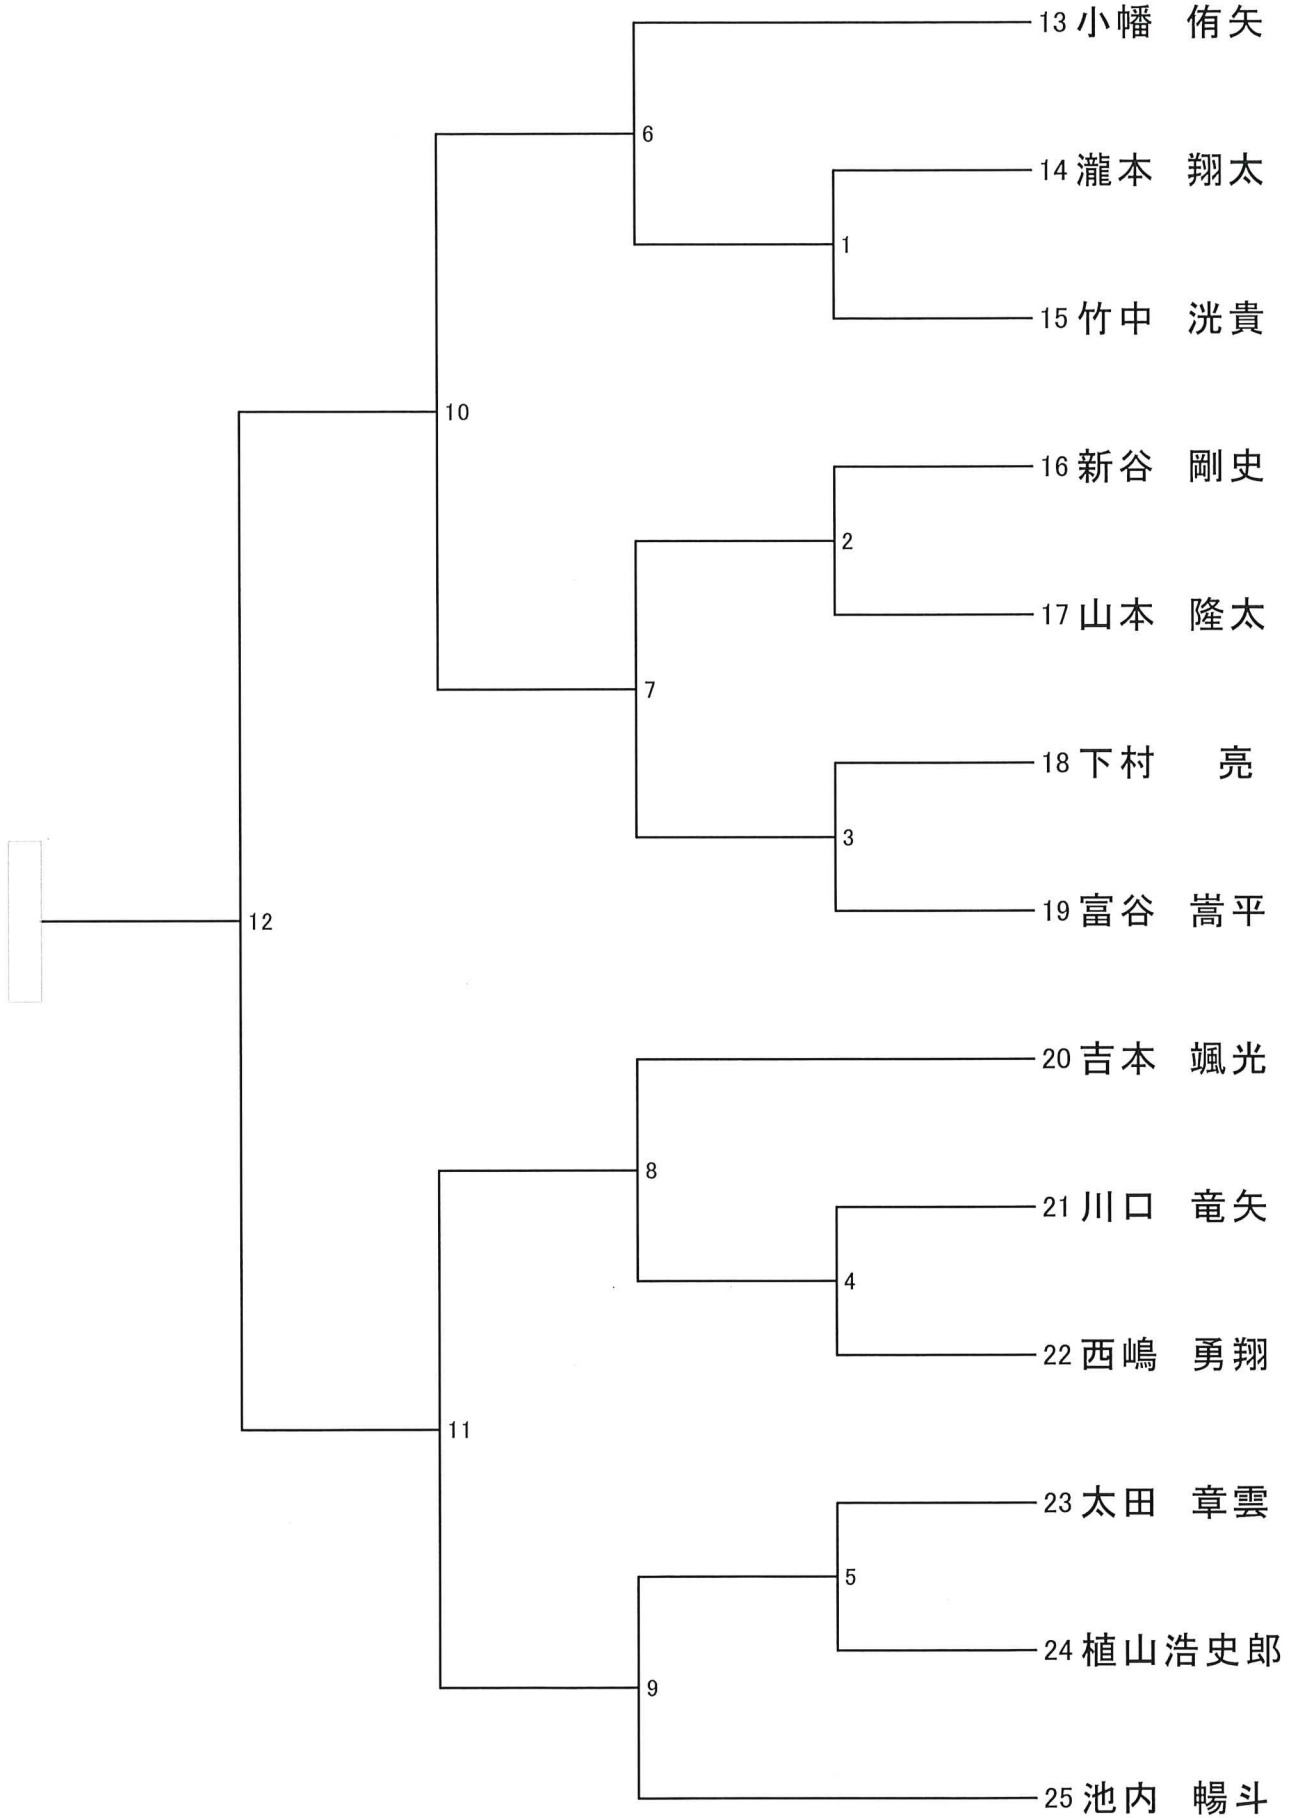 13 小幡 侑矢
6
14 瀧本 翔太
1
15 竹中 洸貴
10
16 新谷 剛史
2
17 山本 隆太
7
18 下村 亮
3
19 富谷 嵩平
12
20 吉本 颯光
8
21 川口 竜矢
4
22 西嶋 勇翔
11
23 太田 章雲
5
24 植山浩史郎
9
25 池内 暢斗